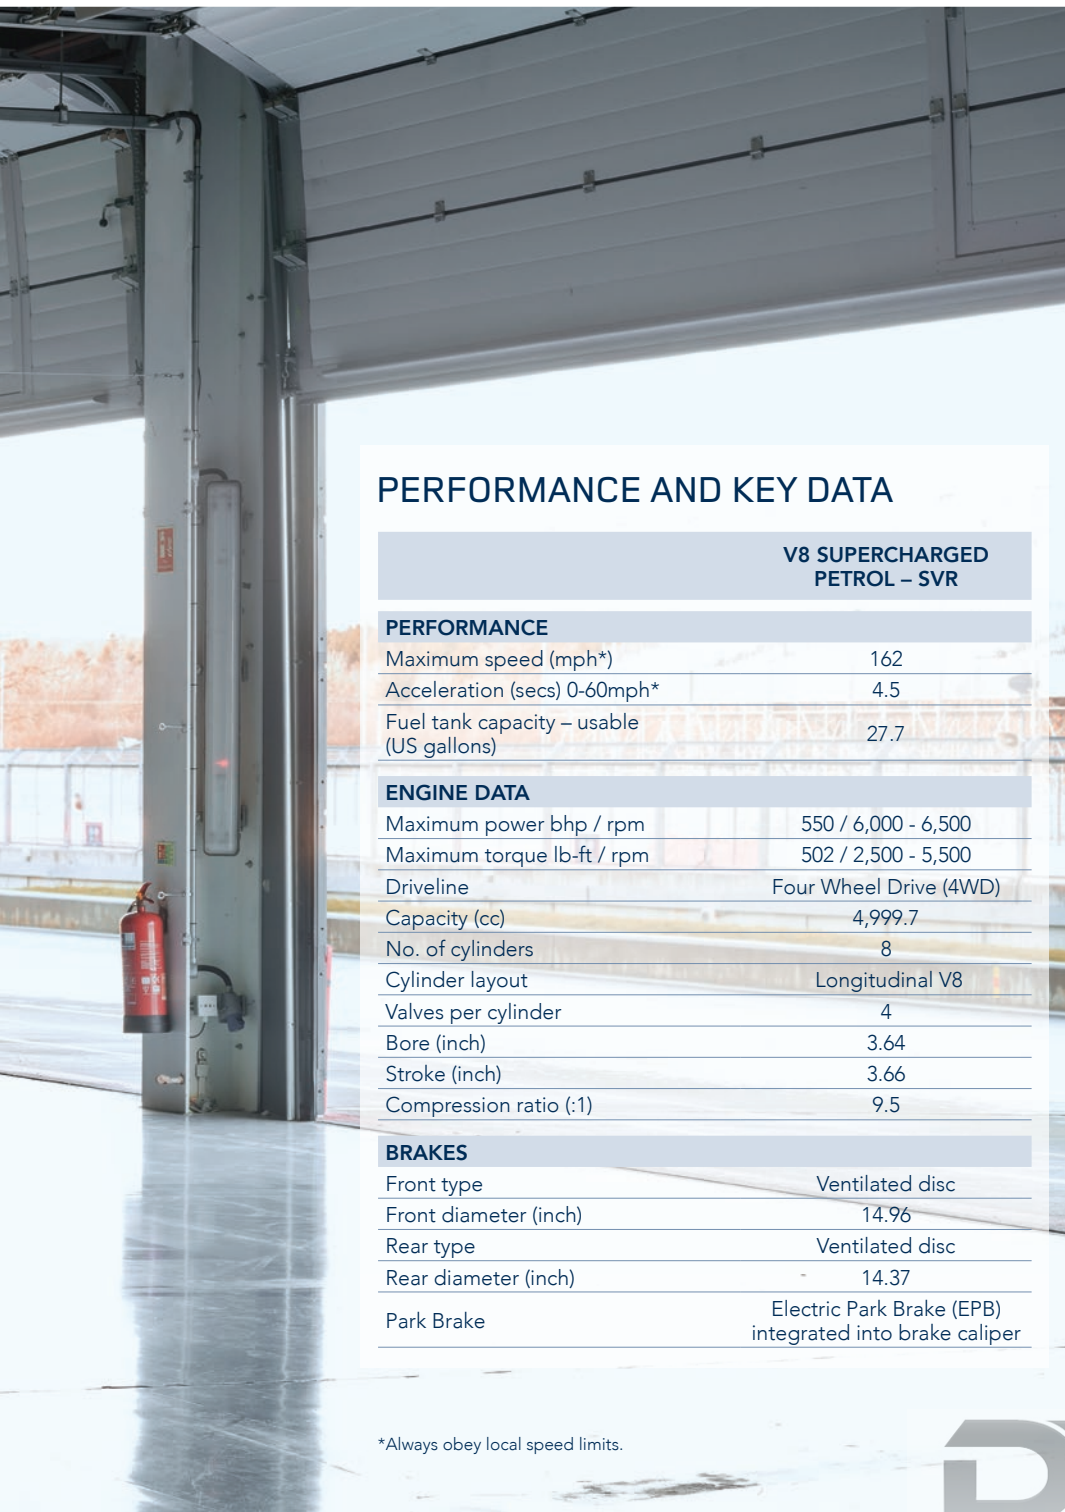 PERFORMANCE AND KEY DATA
V8 SUPERCHARGED
PETROL – SVR
PERFORMANCE
Maximum speed (mph*) 162
Acceleration (secs) 0-60mph* 4.5
Fuel tank capacity – usable
(US gallons) 27.7
ENGINE DATA
Maximum power bhp / rpm 550 / 6,000 - 6,500
Maximum torque lb-ft / rpm 502 / 2,500 - 5,500
Driveline Four Wheel Drive (4WD)
Capacity (cc) 4,999.7
No. of cylinders 8
Cylinder layout Longitudinal V8
Valves per cylinder 4
Bore (inch) 3.64
Stroke (inch) 3.66
Compression ratio (:1) 9.5
BRAKES
Front type Ventilated disc
Front diameter (inch) 14.96
Rear type Ventilated disc
Rear diameter (inch) 14.37
Park Brake Electric Park Brake (EPB)
integrated into brake caliper
*Always obey local speed limits.